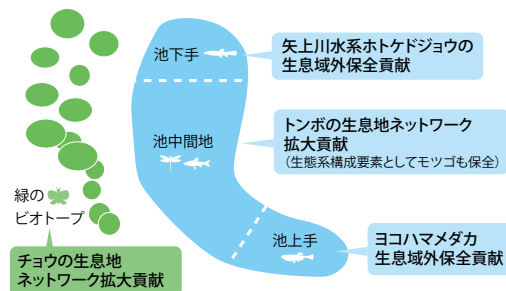 池下手
矢上川水系ホトケドジョウの
生息域外保全貢献
池中間地
トンボの生息地ネットワーク
拡大貢献
(生態系構成要素としてモツゴも保全)
緑の
ビオトープ
池上手
ヨコハマメダカ
生息域外保全貢献
チョウの生息地
ネットワーク拡大貢献